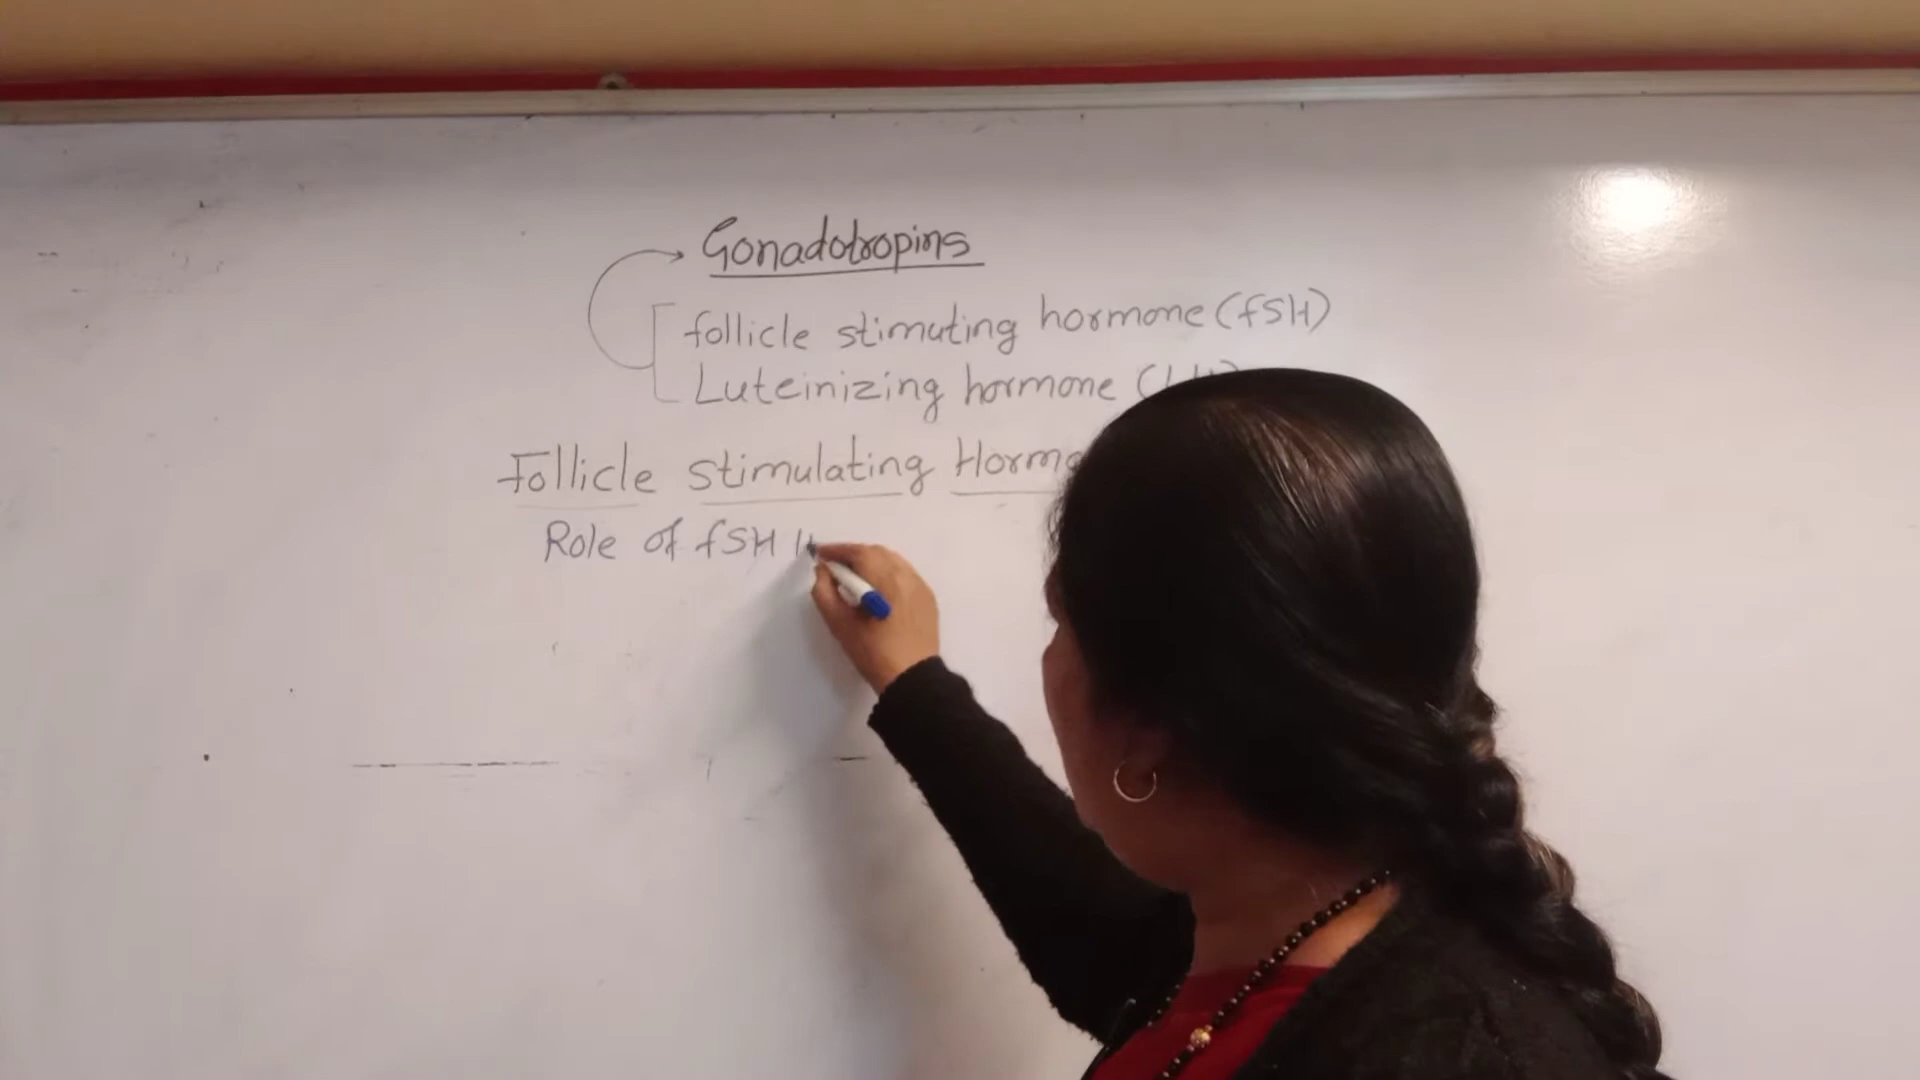 Gonadotropins
follicle stimuting hormone (fSH)
Luteinizing hormone
Follicle Stimulating
Role of fSH